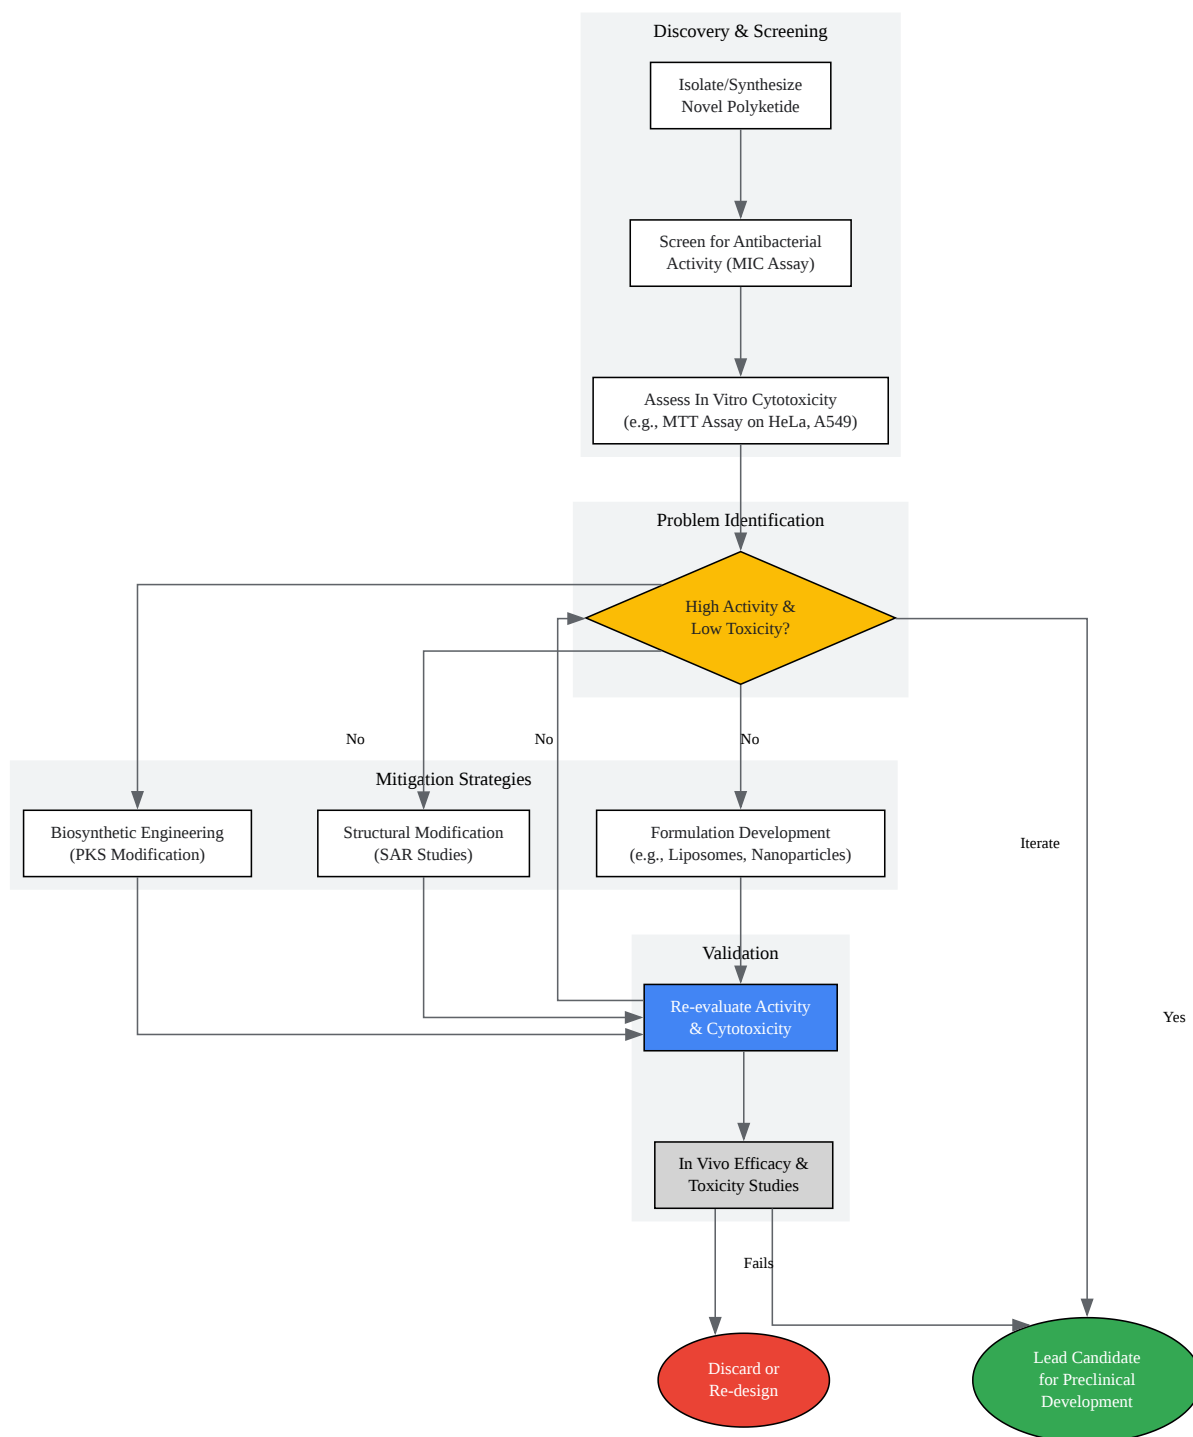 Discovery & Screening
Isolate/Synthesize
Novel Polyketide
Screen for Antibacterial
Activity (MIC Assay)
Assess In Vitro Cytotoxicity
(e.g., MTT Assay on HeLa, A549)
Problem Identification
High Activity &
Low Toxicity?
No
No
No
Mitigation Strategies
Biosynthetic Engineering
(PKS Modification)
Structural Modification
(SAR Studies)
Formulation Development
(e.g., Liposomes, Nanoparticles)
Iterate
Validation
Re-evaluate Activity
& Cytotoxicity
Yes
In Vivo Efficacy &
Toxicity Studies
Fails
Discard or
Re-design
Lead Candidate
for Preclinical
Development